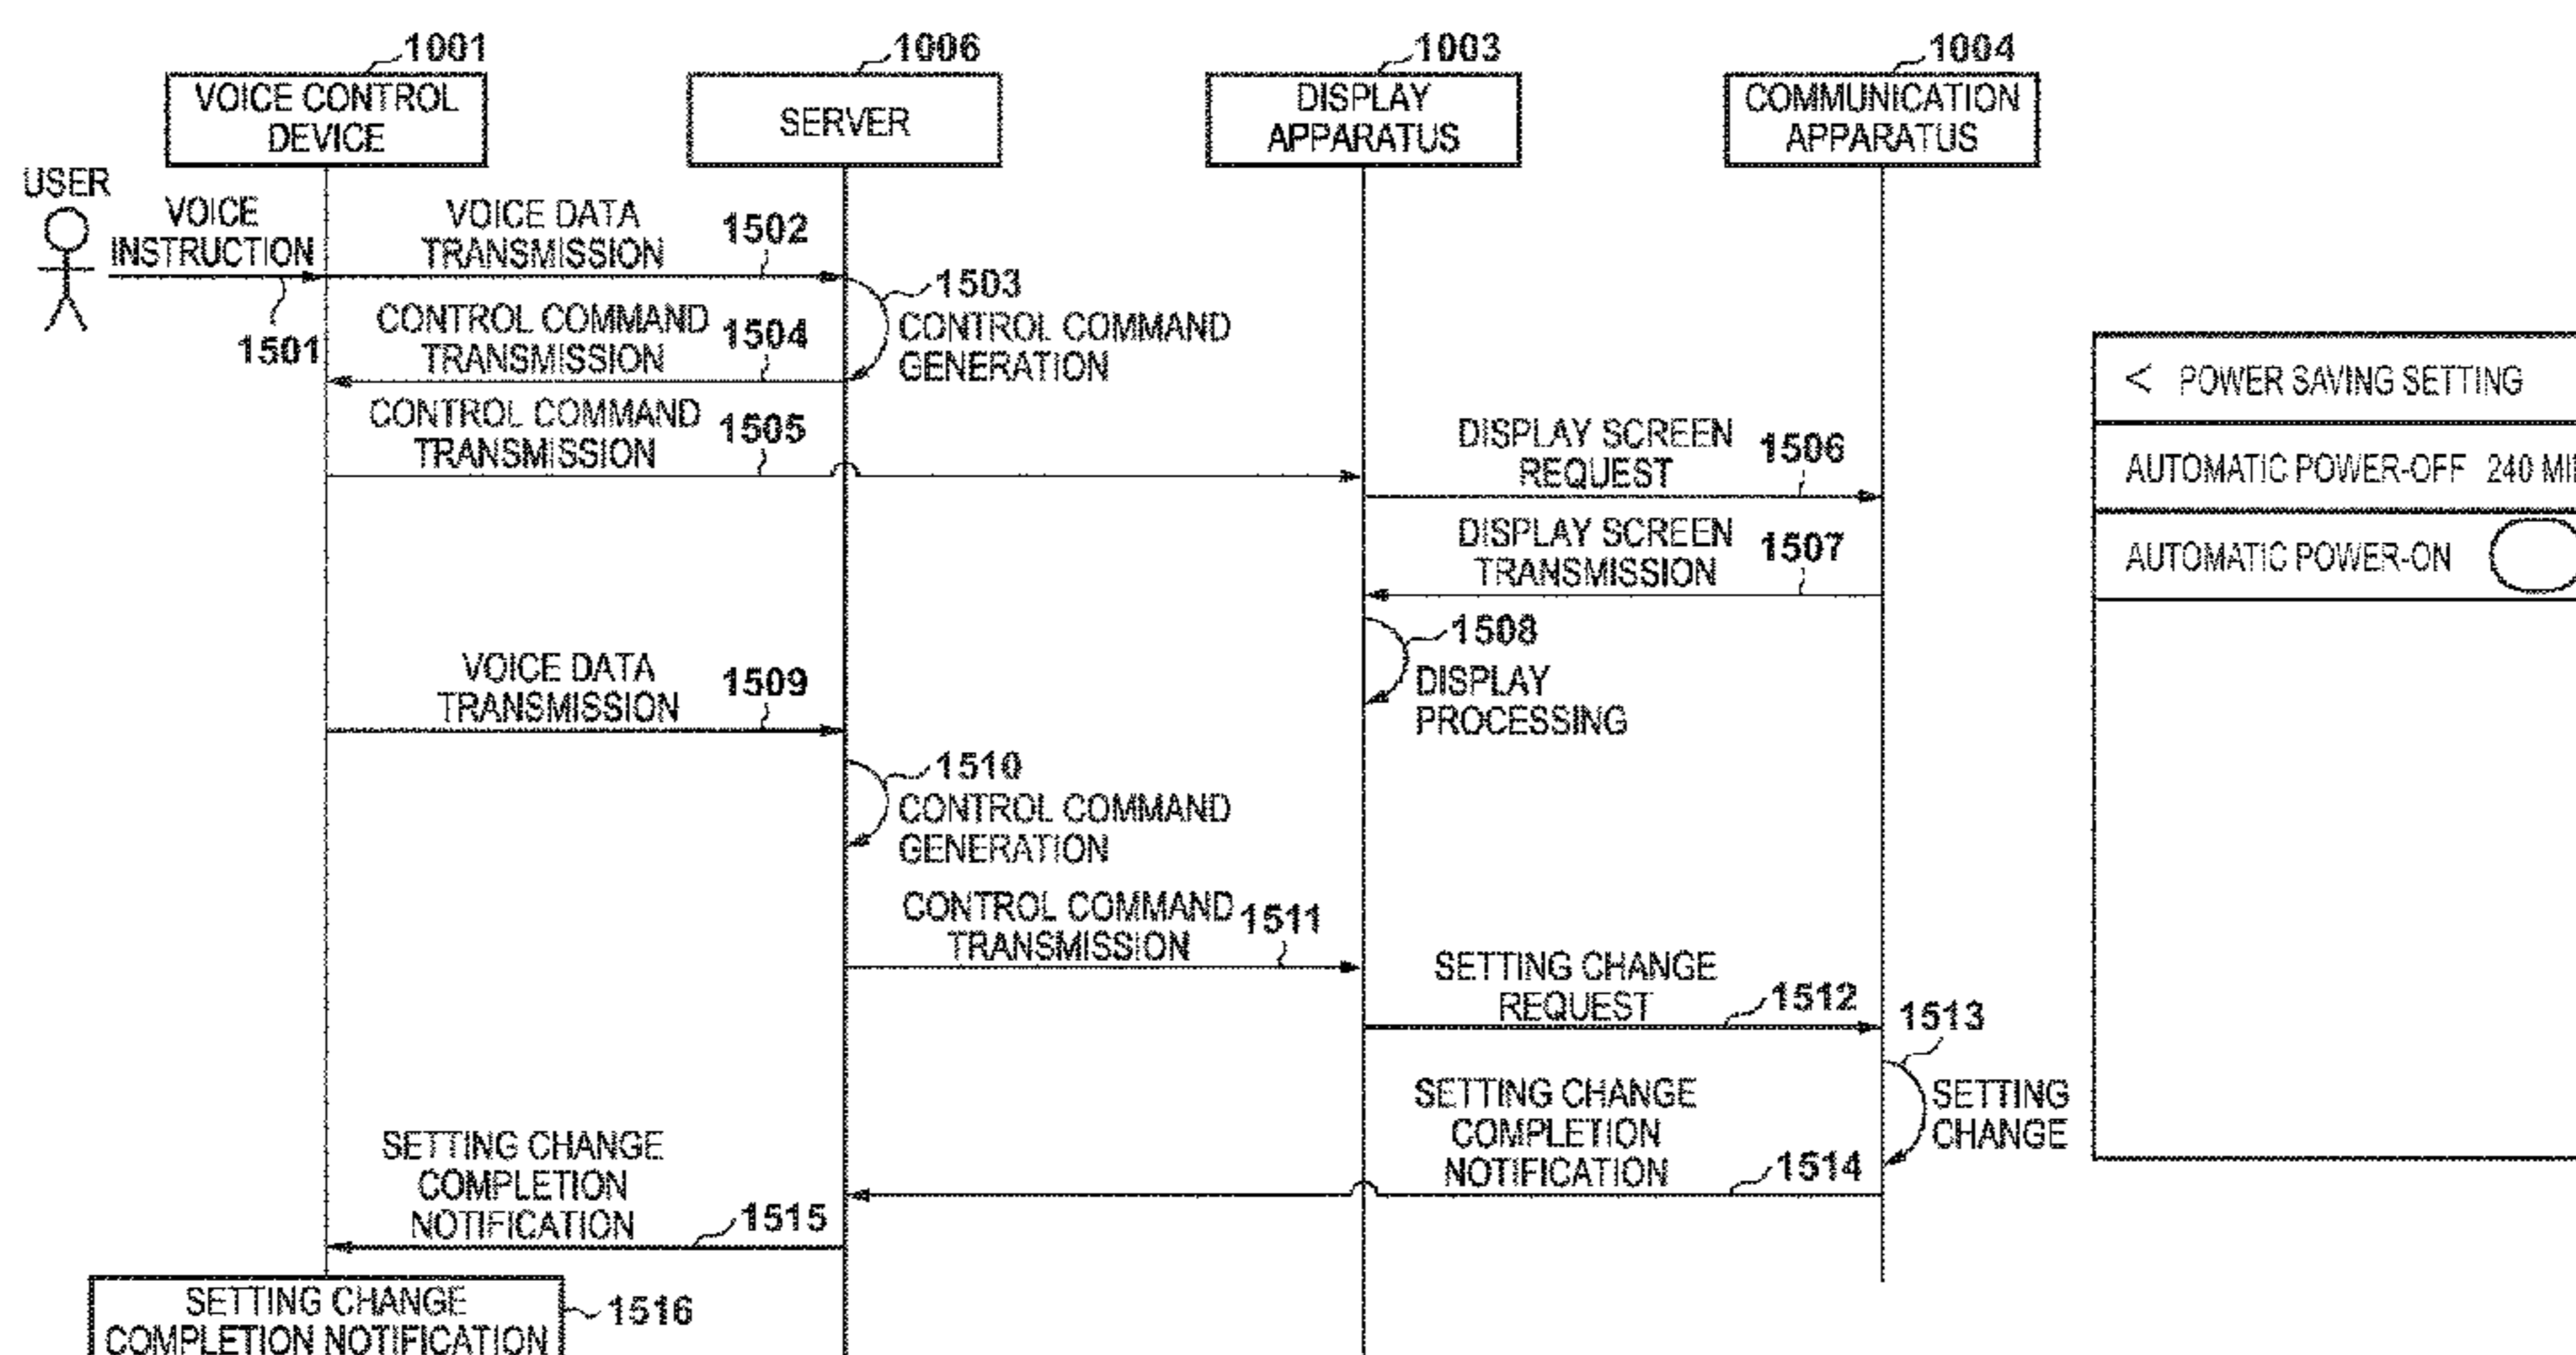 1001
1006
1003
1004
VOICE CONTROL
DEVICE
SERVER
DISPLAY
APPARATUS
COMMUNICATION
APPARATUS
USER
VOICE
INSTRUCTION
1501
VOICE DATA
TRANSMISSION
1502
1503
CONTROL COMMAND
GENERATION
CONTROL COMMAND
TRANSMISSION
1504
CONTROL COMMAND
TRANSMISSION
1505
DISPLAY SCREEN
REQUEST
1506
DISPLAY SCREEN
TRANSMISSION
1507
1508
DISPLAY
PROCESSING
VOICE DATA
TRANSMISSION
1509
1510
CONTROL COMMAND
GENERATION
CONTROL COMMAND
TRANSMISSION
1511
SETTING CHANGE
REQUEST
1512
1513
SETTING
CHANGE
SETTING CHANGE
COMPLETION
NOTIFICATION
1514
SETTING CHANGE
COMPLETION
NOTIFICATION
1515
SETTING CHANGE
COMPLETION NOTIFICATION
1516
< POWER SAVING SETTING
AUTOMATIC POWER-OFF 240
AUTOMATIC POWER-ON